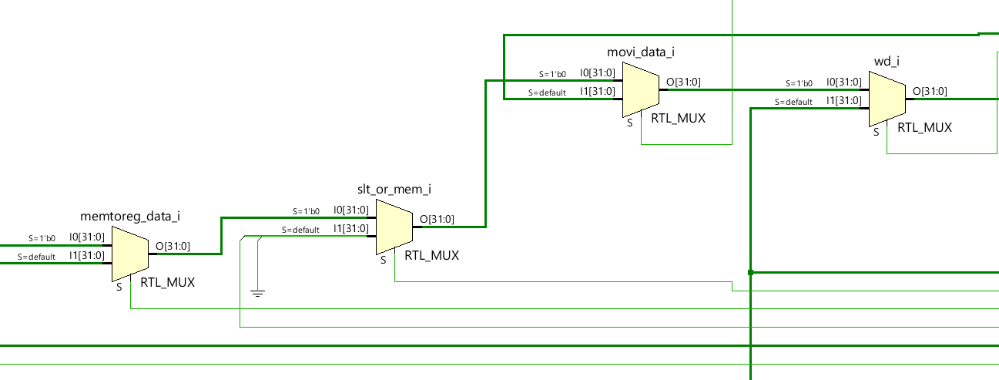 movi_data_i
S=1'b0 I0[31:0] O[31:0]
S=default I1[31:0]
S RTL_MUX
wd_i
S=1'b0 I0[31:0] O[31:0]
S=default I1[31:0]
S RTL_MUX
slt_or_mem_i
S=1'b0 I0[31:0] O[31:0]
S=default I1[31:0]
S RTL_MUX
memtoreg_data_i
S=1'b0 I0[31:0] O[31:0]
S=default I1[31:0]
S RTL_MUX